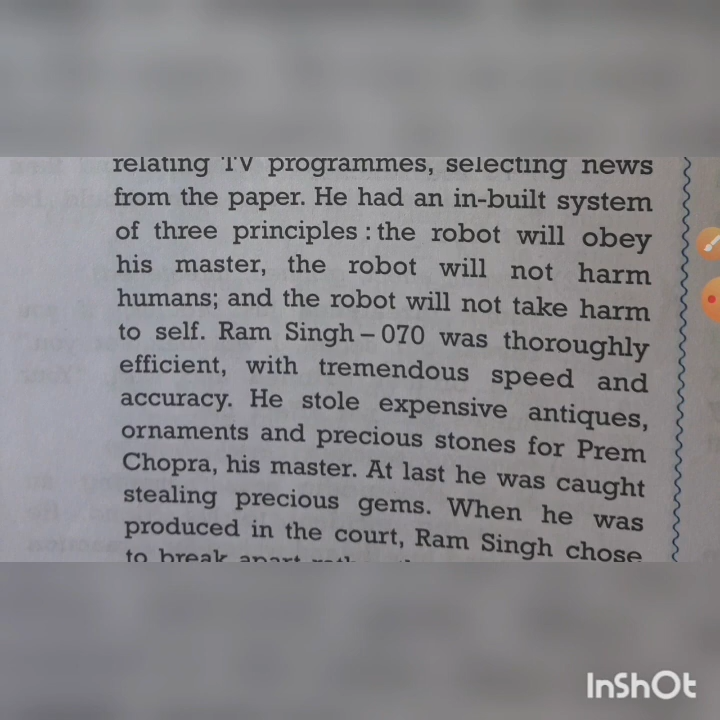 relating TV programmes, selecting news
from the paper. He had an in-built system
of three principles : the robot will obey
his master, the robot will not harm
humans; and the robot will not take harm
to self. Ram Singh – 070 was thoroughly
efficient, with tremendous speed and
accuracy. He stole expensive antiques,
ornaments and precious stones for Prem
Chopra, his master. At last he was caught
stealing precious gems. When he was
produced in the court, Ram Singh chose
to break apart
InShOt